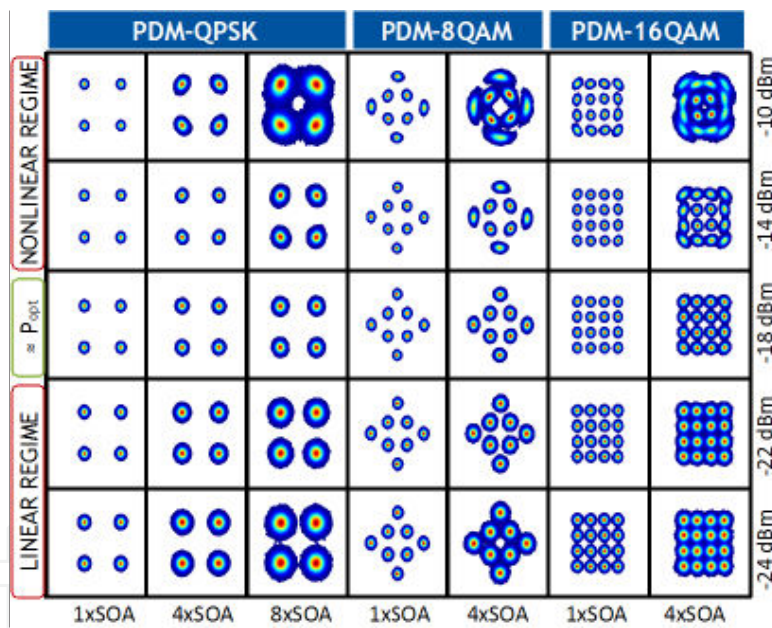 PDM-QPSK PDM-8QAM PDM-16QAM
NONLINEAR REGIME
≈ Popt
LINEAR REGIME
-10 dBm
-14 dBm
-18 dBm
-22 dBm
-24 dBm
1xSOA 4xSOA 8xSOA 1xSOA 4xSOA 1xSOA 4xSOA